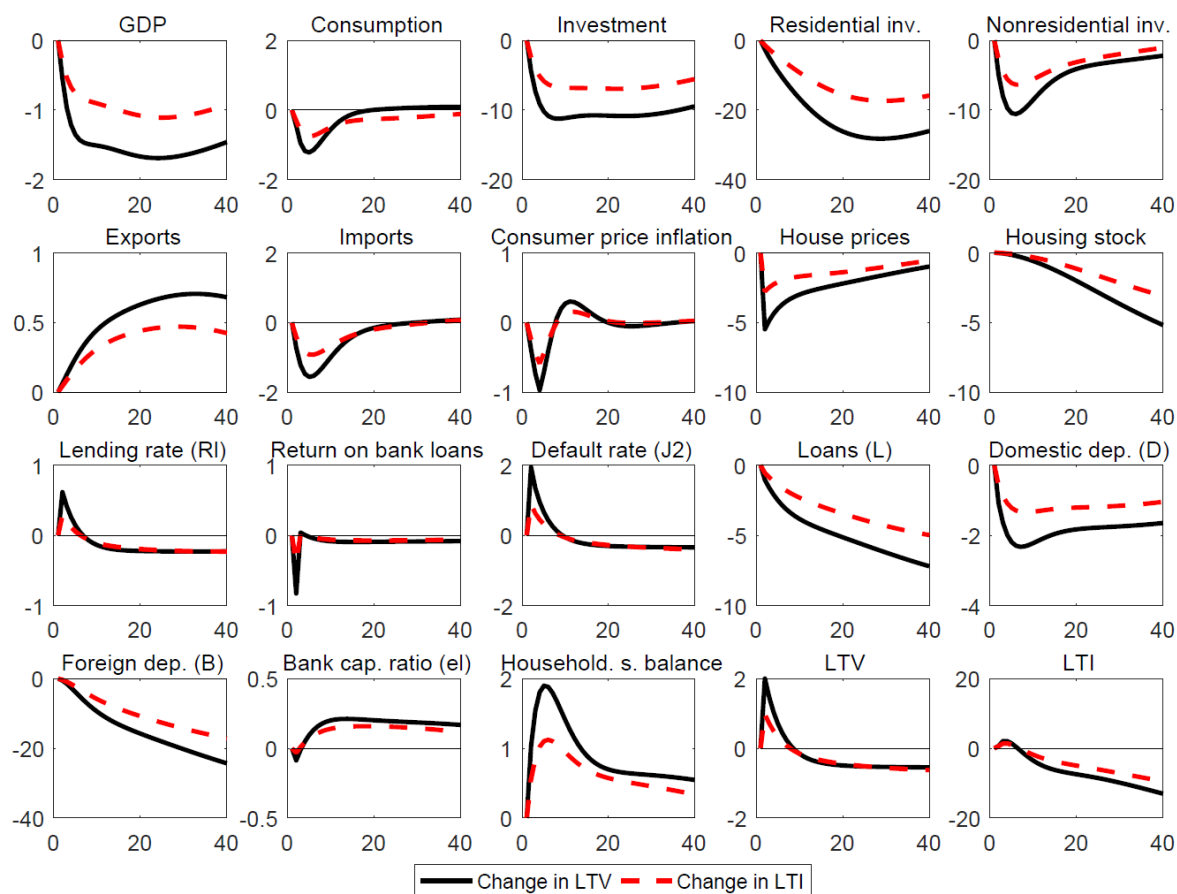 GDP
Consumption
Investment
Residential inv.
Nonresidential inv.
0
-1
-2
0 20 40
2
0
-2
0 20 40
0
-10
-20
0 20 40
0
-20
-40
0 20 40
0
-10
-20
0 20 40
Exports
Imports
Consumer price inflation
House prices
Housing stock
1
0.5
0
0 20 40
2
0
-2
0 20 40
1
0
-1
0 20 40
0
-5
-10
0 20 40
0
-5
-10
0 20 40
Lending rate (Rl)
Return on bank loans
Default rate (J2)
Loans (L)
Domestic dep. (D)
1
0
-1
0 20 40
1
0
-1
0 20 40
2
0
-2
0 20 40
0
-5
-10
0 20 40
0
-2
-4
0 20 40
Foreign dep. (B)
Bank cap. ratio (el)
Household. s. balance
LTV
LTI
0
-20
-40
0 20 40
0.5
0
-0.5
0 20 40
2
1
0
0 20 40
2
0
-2
0 20 40
20
0
-20
0 20 40
Change in LTV
Change in LTI